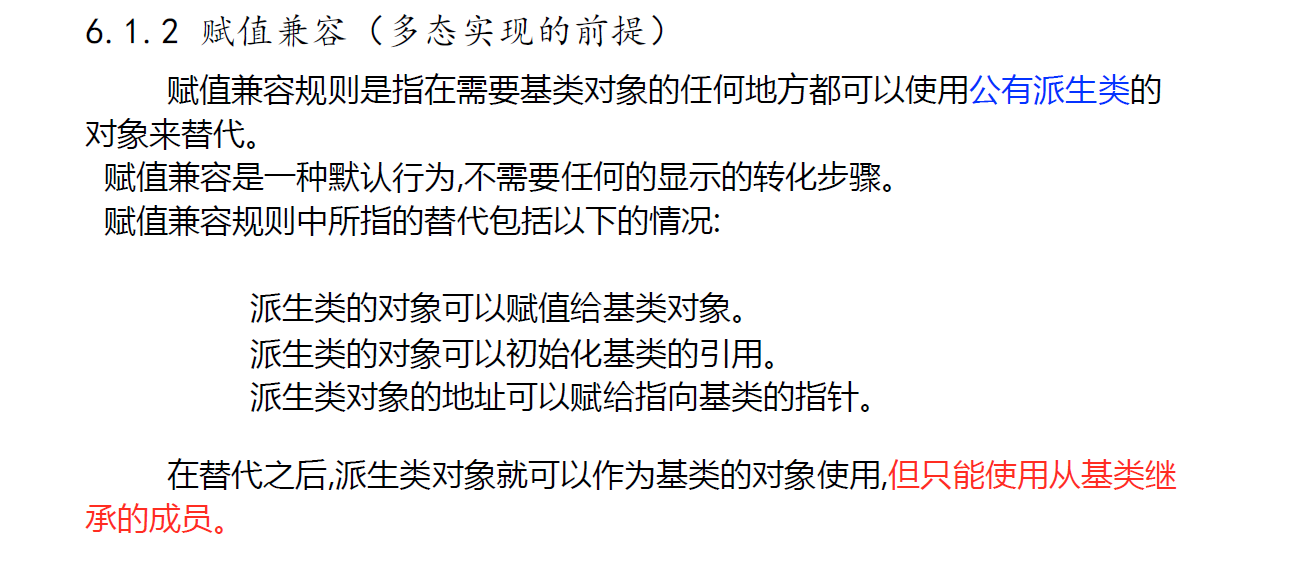 6.1.2 赋值兼容（多态实现的前提）
赋值兼容规则是指在需要基类对象的任何地方都可以使用公有派生类的
对象来替代。
赋值兼容是一种默认行为,不需要任何的显示的转化步骤。
赋值兼容规则中所指的替代包括以下的情况:
派生类的对象可以赋值给基类对象。
派生类的对象可以初始化基类的引用。
派生类对象的地址可以赋给指向基类的指针。
在替代之后,派生类对象就可以作为基类的对象使用,但只能使用从基类继
承的成员。